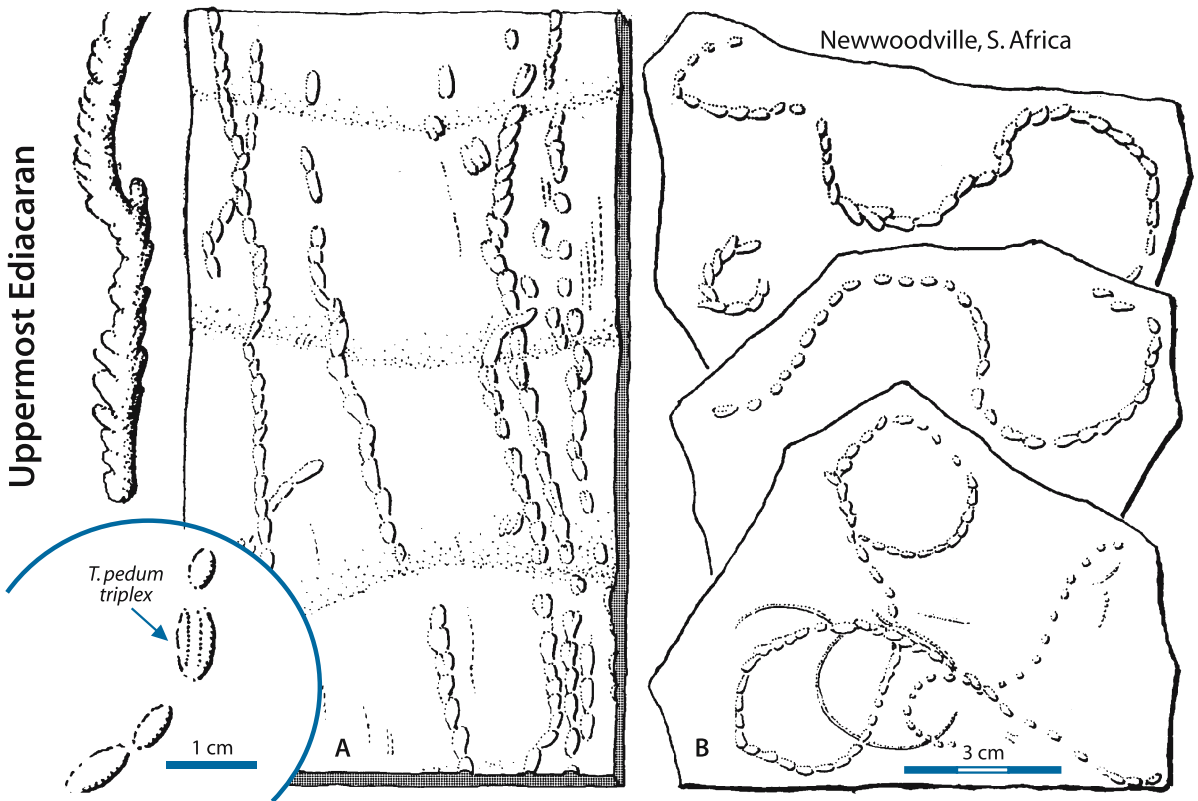 Newwoodville, S. Africa
Uppermost Ediacaran
T. pedum
triplex
1 cm
A
B
3 cm